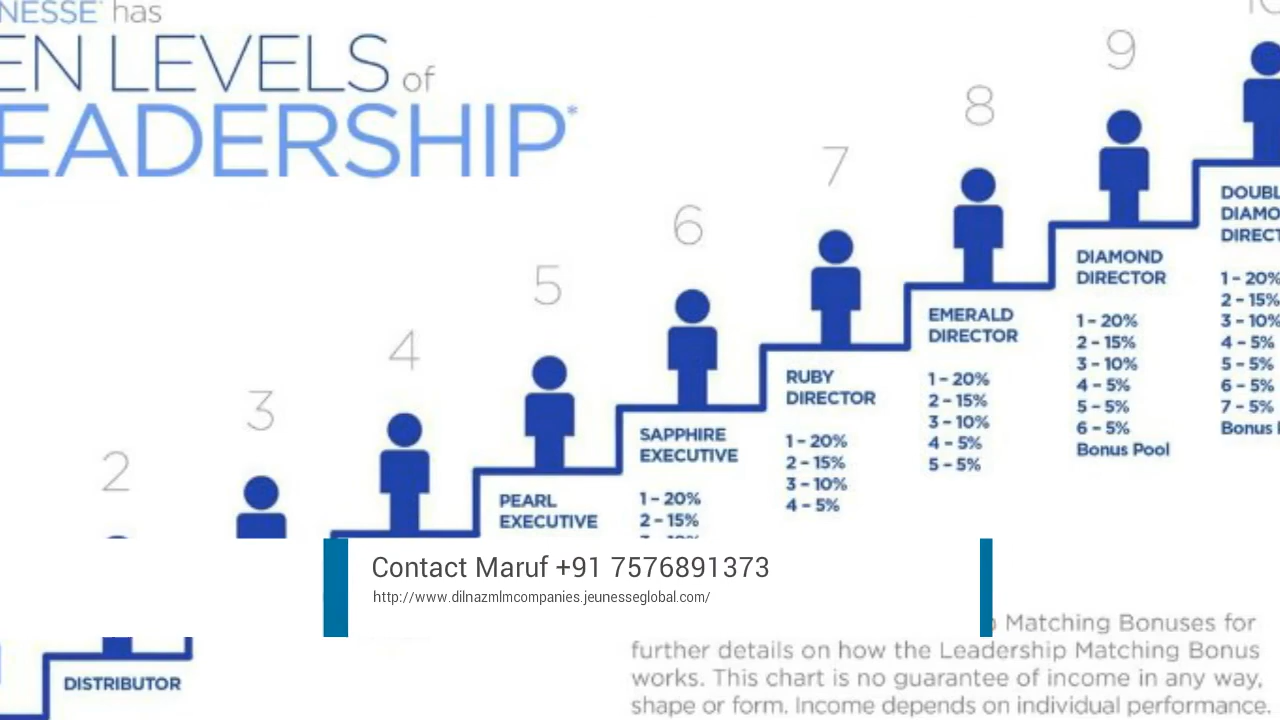 NESSE® has
EN LEVELS of
EADERSHIP*
2
3
4
5
6
7
8
9
DISTRIBUTOR
PEARL
EXECUTIVE
SAPPHIRE
EXECUTIVE
1 – 20%
2 – 15%
RUBY
DIRECTOR
1 – 20%
2 – 15%
3 – 10%
4 – 5%
EMERALD
DIRECTOR
1 – 20%
2 – 15%
3 – 10%
4 – 5%
5 – 5%
DIAMOND
DIRECTOR
1 – 20%
2 – 15%
3 – 10%
4 – 5%
5 – 5%
6 – 5%
Bonus Pool
DOUBL
DIAMO
DIRECT
1 – 20%
2 – 15%
3 – 10%
4 – 5%
5 – 5%
6 – 5%
7 – 5%
Bonus
Contact Maruf +91 7576891373
http://www.dilnazmlmcompanies.jeunesseglobal.com/
Matching Bonuses for
further details on how the Leadership Matching Bonus
works. This chart is no guarantee of income in any way,
shape or form. Income depends on individual performance.